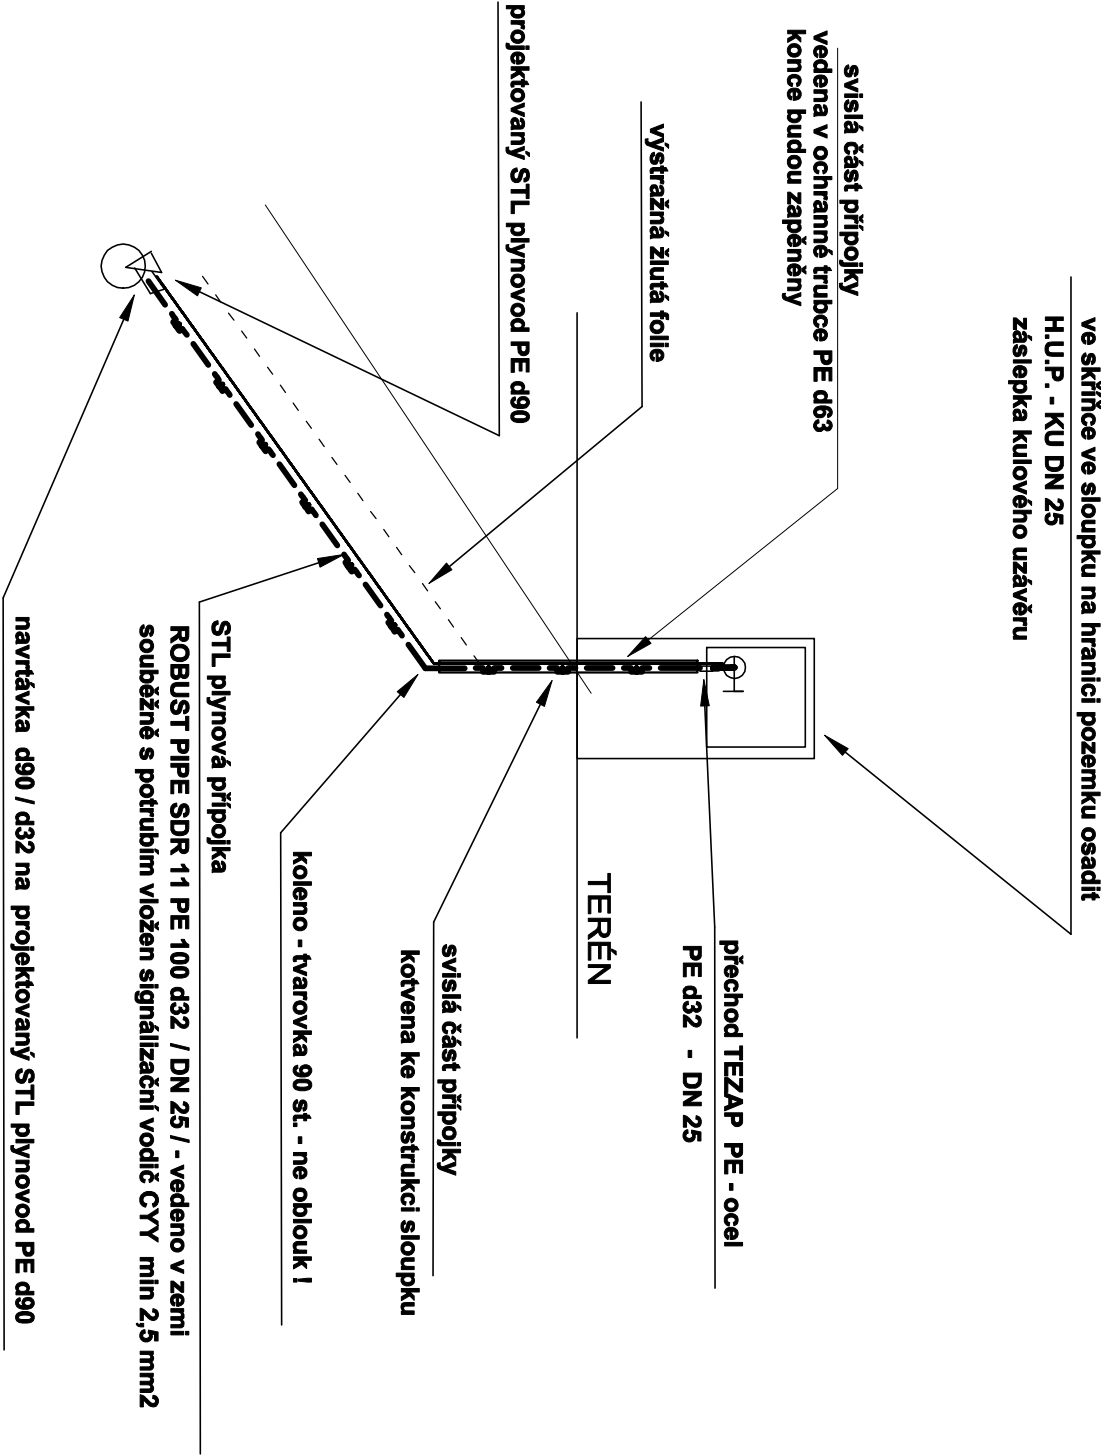 ve skříňce ve sloupku na hranici pozemku osadit
H.U.P. - KU DN 25
záslepka kulového uzávěru
svislá část přípojky
vedena v ochranné trubce PE d63
konce budou zapěněny
výstražná žlutá folie
projektovaný STL plynovod PE d90
přechod TEZAP PE - ocel
PE d32 - DN 25
TERÉN
svislá část přípojky
kotvena ke konstrukci sloupku
koleno - tvarovka 90 st. - ne oblouk !
STL plynová přípojka
ROBUST PIPE SDR 11 PE 100 d32 / DN 25 / - vedeno v zemi
souběžně s potrubím vložen signálizační vodič CYY min 2,5 mm2
navrtávka d90 / d32 na projektovaný STL plynovod PE d90